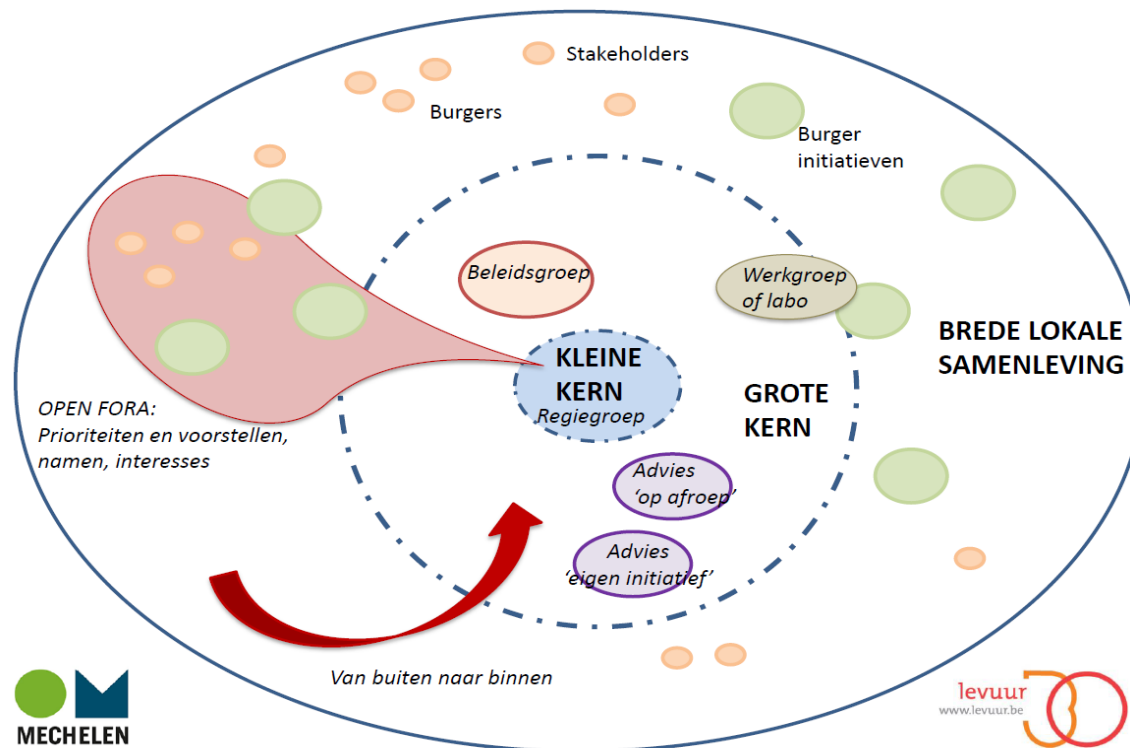 Stakeholders
Burgers
Burger
initiatieven
Beleidsgroep
Werkgroep
of labo
BREDE LOKALE
SAMENLEVING
KLEINE
KERN
Regiegroep
GROTE
KERN
OPEN FORA:
Prioriteiten en voorstellen,
namen, interesses
Advies
‘op afroep’
Advies
‘eigen initiatief’
Van buiten naar binnen
MECHELEN
levuur
www.levuur.be